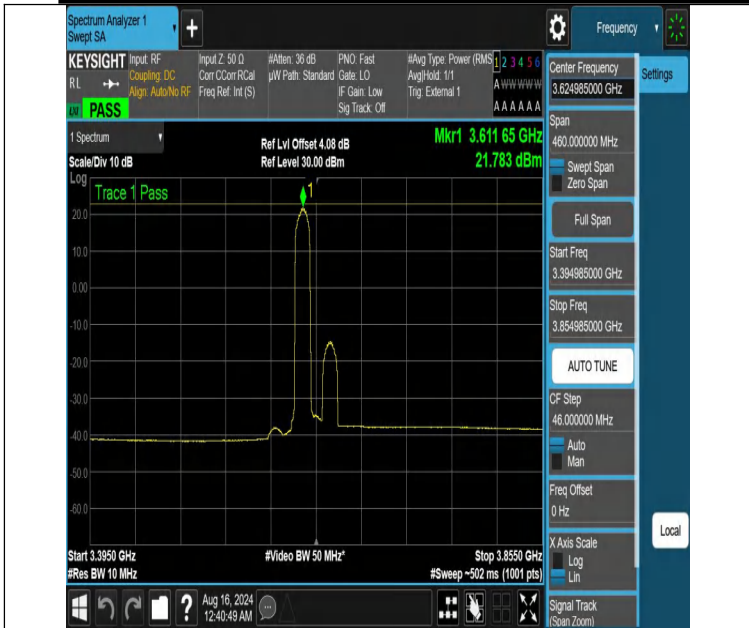 Spectrum Analyzer 1
Swept SA
+
Frequency
KEYSIGHT
RL
PASS
Input: RF
Coupling: DC
Align: Auto/No RF
Input Z: 50 Ω
Corr CCorr RCal
Freq Ref: Int (S)
#Atten: 36 dB
µW Path: Standard
PNO: Fast
Gate: LO
IF Gain: Low
Sig Track: Off
#Avg Type: Power (RMS
Avg|Hold: 1/1
Trig: External 1
1 2 3 4 5 6
A W W W W W
A A A A A A
Center Frequency
3.624985000 GHz
Settings
Span
460.000000 MHz
Swept Span
Zero Span
Full Span
Start Freq
3.394985000 GHz
Stop Freq
3.854985000 GHz
AUTO TUNE
CF Step
46.000000 MHz
Auto
Man
Freq Offset
0 Hz
X Axis Scale
Log
Lin
Signal Track
(Span Zoom)
Local
1 Spectrum
Scale/Div 10 dB
Ref Lvl Offset 4.08 dB
Ref Level 30.00 dBm
Mkr1 3.611 65 GHz
21.783 dBm
Log
Trace 1 Pass
1
20.0
10.0
0.00
-10.0
-20.0
-30.0
-40.0
-50.0
-60.0
Start 3.3950 GHz
#Res BW 10 MHz
#Video BW 50 MHz*
Stop 3.8550 GHz
#Sweep ~502 ms (1001 pts)
?
Aug 16, 2024
12:40:49 AM